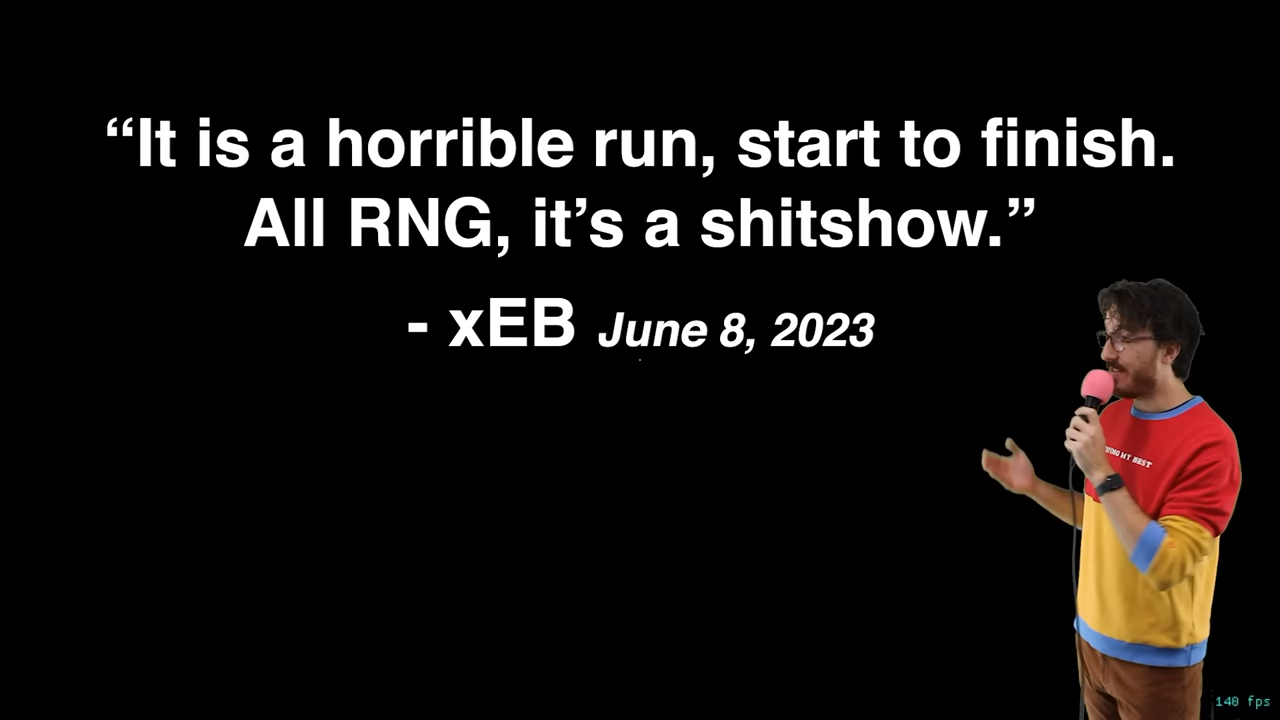 “It is a horrible run, start to finish.
All RNG, it’s a shitshow.”
- xEB June 8, 2023
MY BEST
140 fps